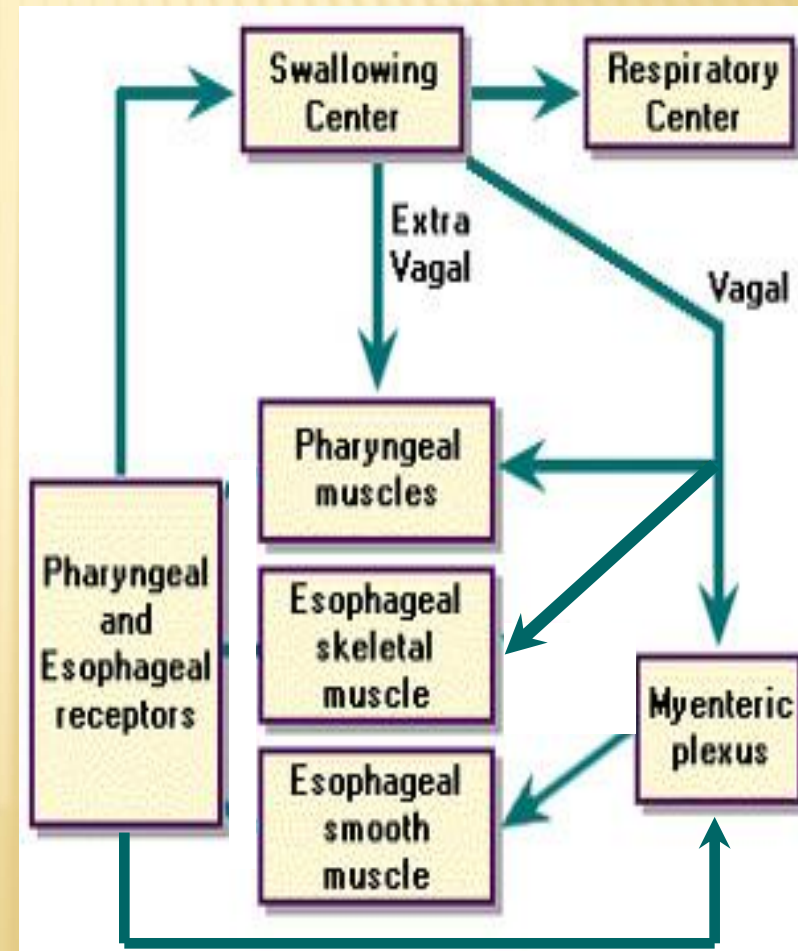 Swallowing
Center
Respiratory
Center
Extra
Vagal
Vagal
Pharyngeal
muscles
Pharyngeal
and
Esophageal
receptors
Esophageal
skeletal
muscle
Myenteric
plexus
Esophageal
smooth
muscle